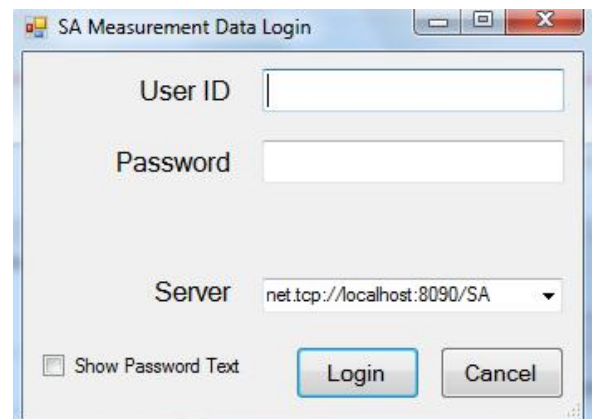 SA Measurement Data Login
User ID
Password
Server net.tcp://localhost:8090/SA
Show Password Text Login Cancel